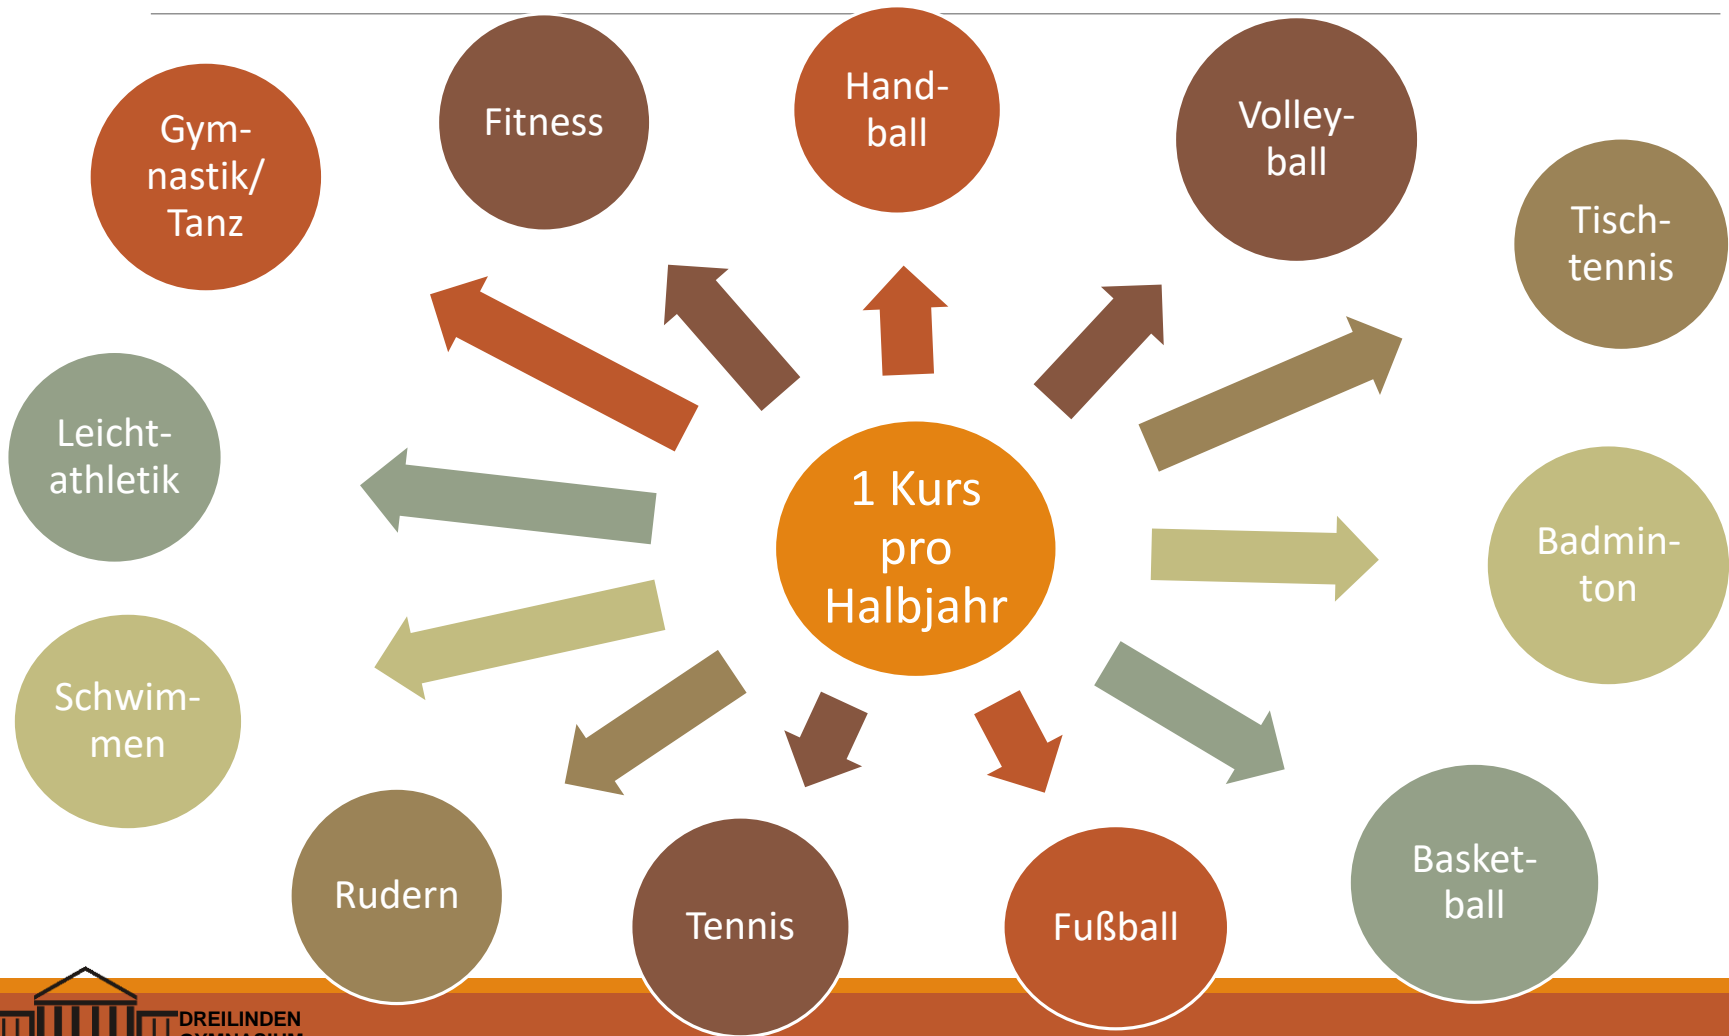 Hand-
ball
Fitness
Volley-
ball
Gym-
nastik/
Tanz
Tisch-
tennis
Leicht-
athletik
1 Kurs
pro
Halbjahr
Badmin-
ton
Schwim-
men
Rudern
Tennis
Fußball
Basket-
ball
DREILINDEN
GYMNASIUM